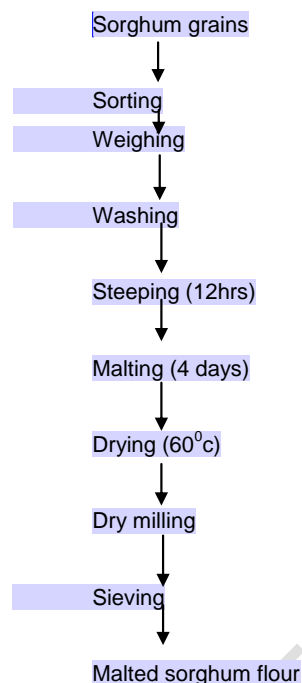 Sorghum grains
Sorting
Weighing
Washing
Steeping (12hrs)
Malting (4 days)
Drying (60⁰c)
Dry milling
Sieving
Malted sorghum flour